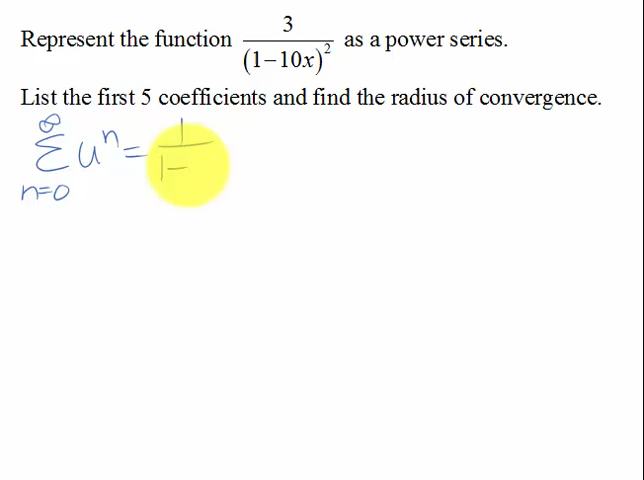 Represent the function 3/(1−10x)² as a power series.
List the first 5 coefficients and find the radius of convergence.
∞
Σ uⁿ = 1/1−
n=0